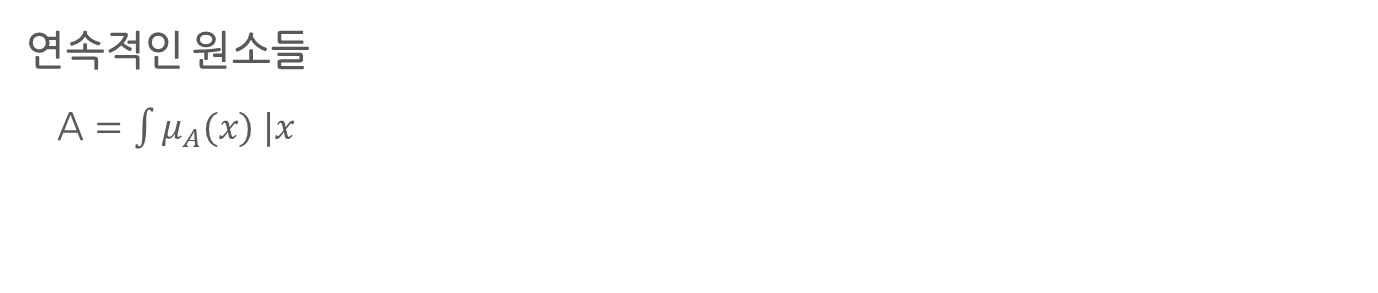 연속적인 원소들
A = ∫ μ_A(x) |x